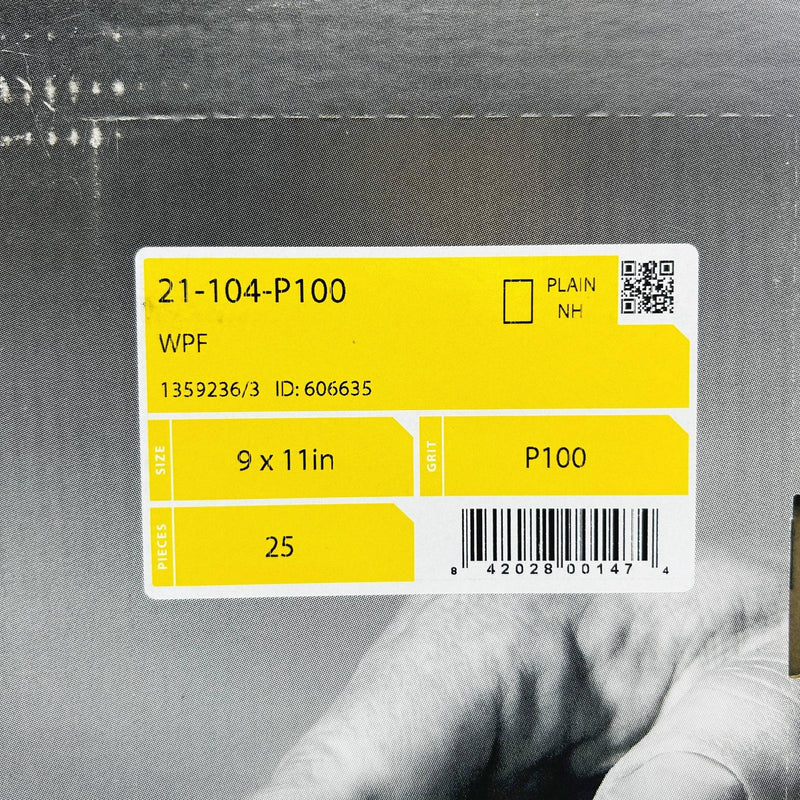 21-104-P100
PLAIN
NH
WPF
1359236/3 ID: 606635
SIZE
9 x 11in
GRIT
P100
PIECES
25
8 42028 00147 4